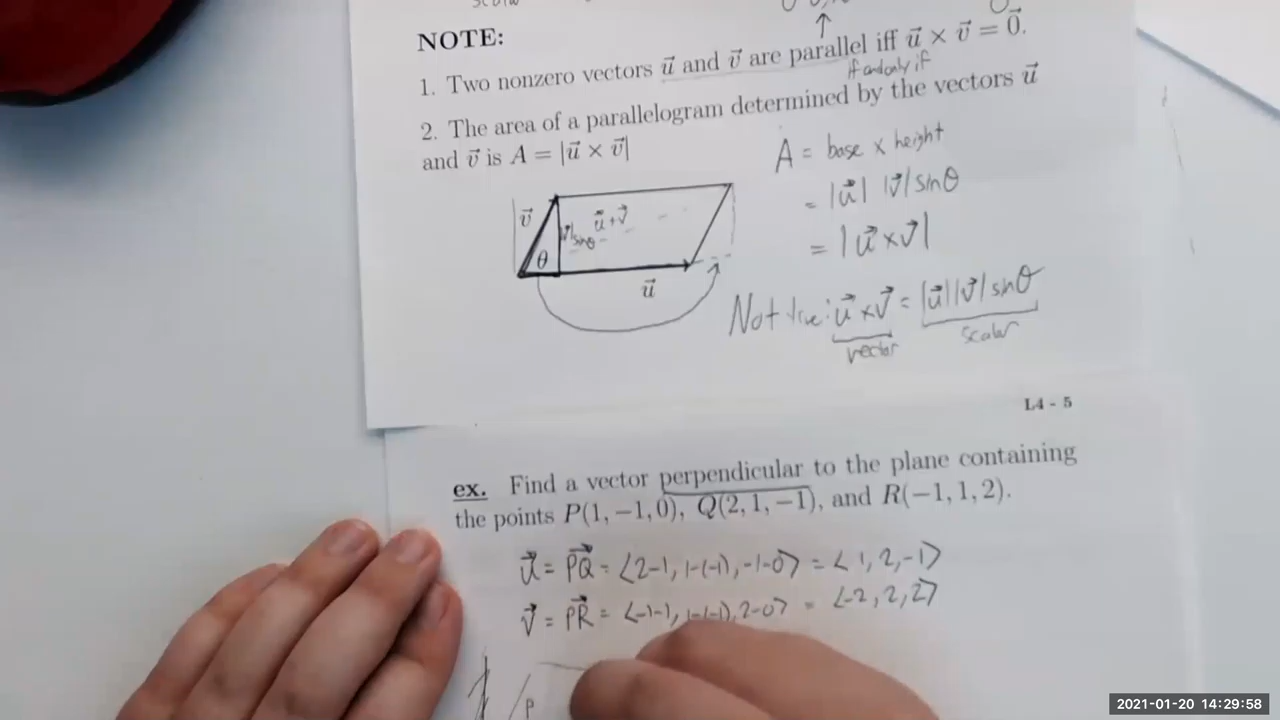 NOTE:
1. Two nonzero vectors u⃗ and v⃗ are parallel iff u⃗ × v⃗ = 0⃗.
if and only if
2. The area of a parallelogram determined by the vectors u⃗
and v⃗ is A = |u⃗ × v⃗|
A = base × height
= |u⃗| |v⃗| sinθ
= |u⃗ × v⃗|
v⃗
|v⃗| sinθ
u⃗ + v⃗
θ
u⃗
Not true: u⃗ × v⃗ = |u⃗||v⃗| sinθ
vector scalar
L4 - 5
ex. Find a vector perpendicular to the plane containing
the points P(1, −1, 0), Q(2, 1, −1), and R(−1, 1, 2).
u⃗ = PQ⃗ = ⟨2-1, 1-(-1), -1-0⟩ = ⟨1, 2, -1⟩
v⃗ = PR⃗ = ⟨-1-1, 1-(-1), 2-0⟩ = ⟨-2, 2, 2⟩
P
2021-01-20 14:29:58